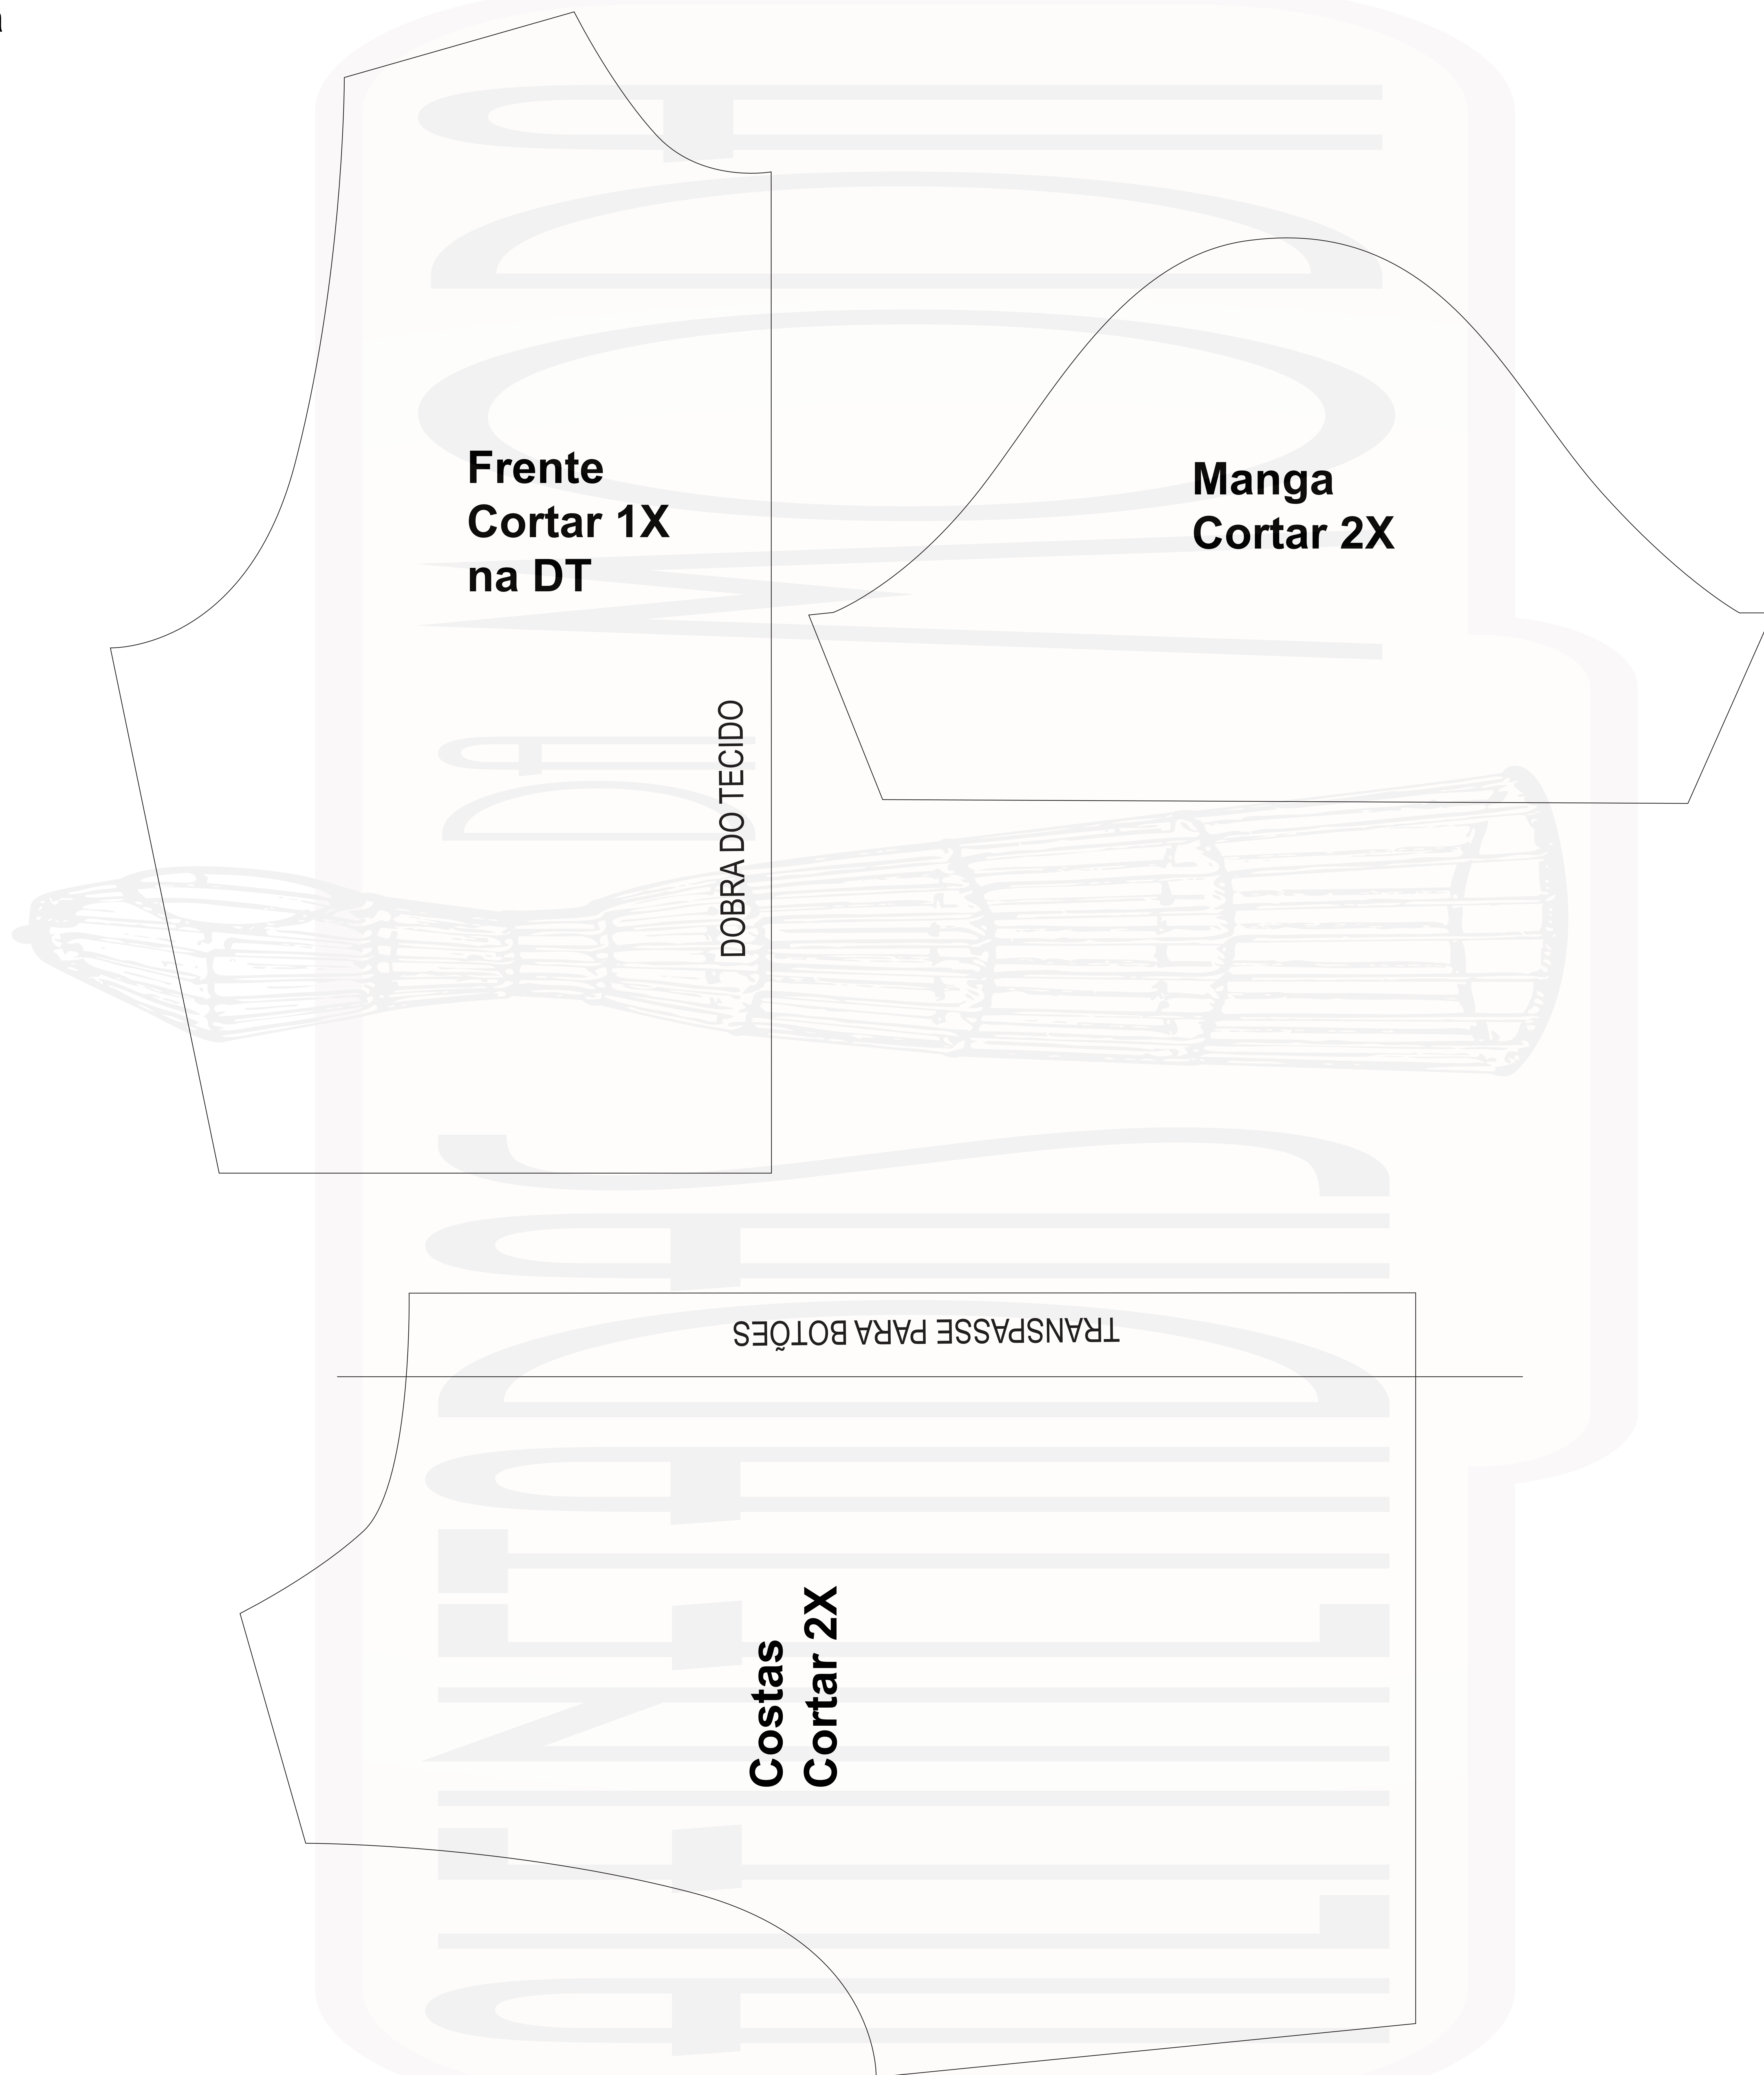 Frente
Cortar 1X
na DT
Manga
Cortar 2X
DOBRA DO TECIDO
TRANSPASSE PARA BOTÕES
Costas
Cortar 2X